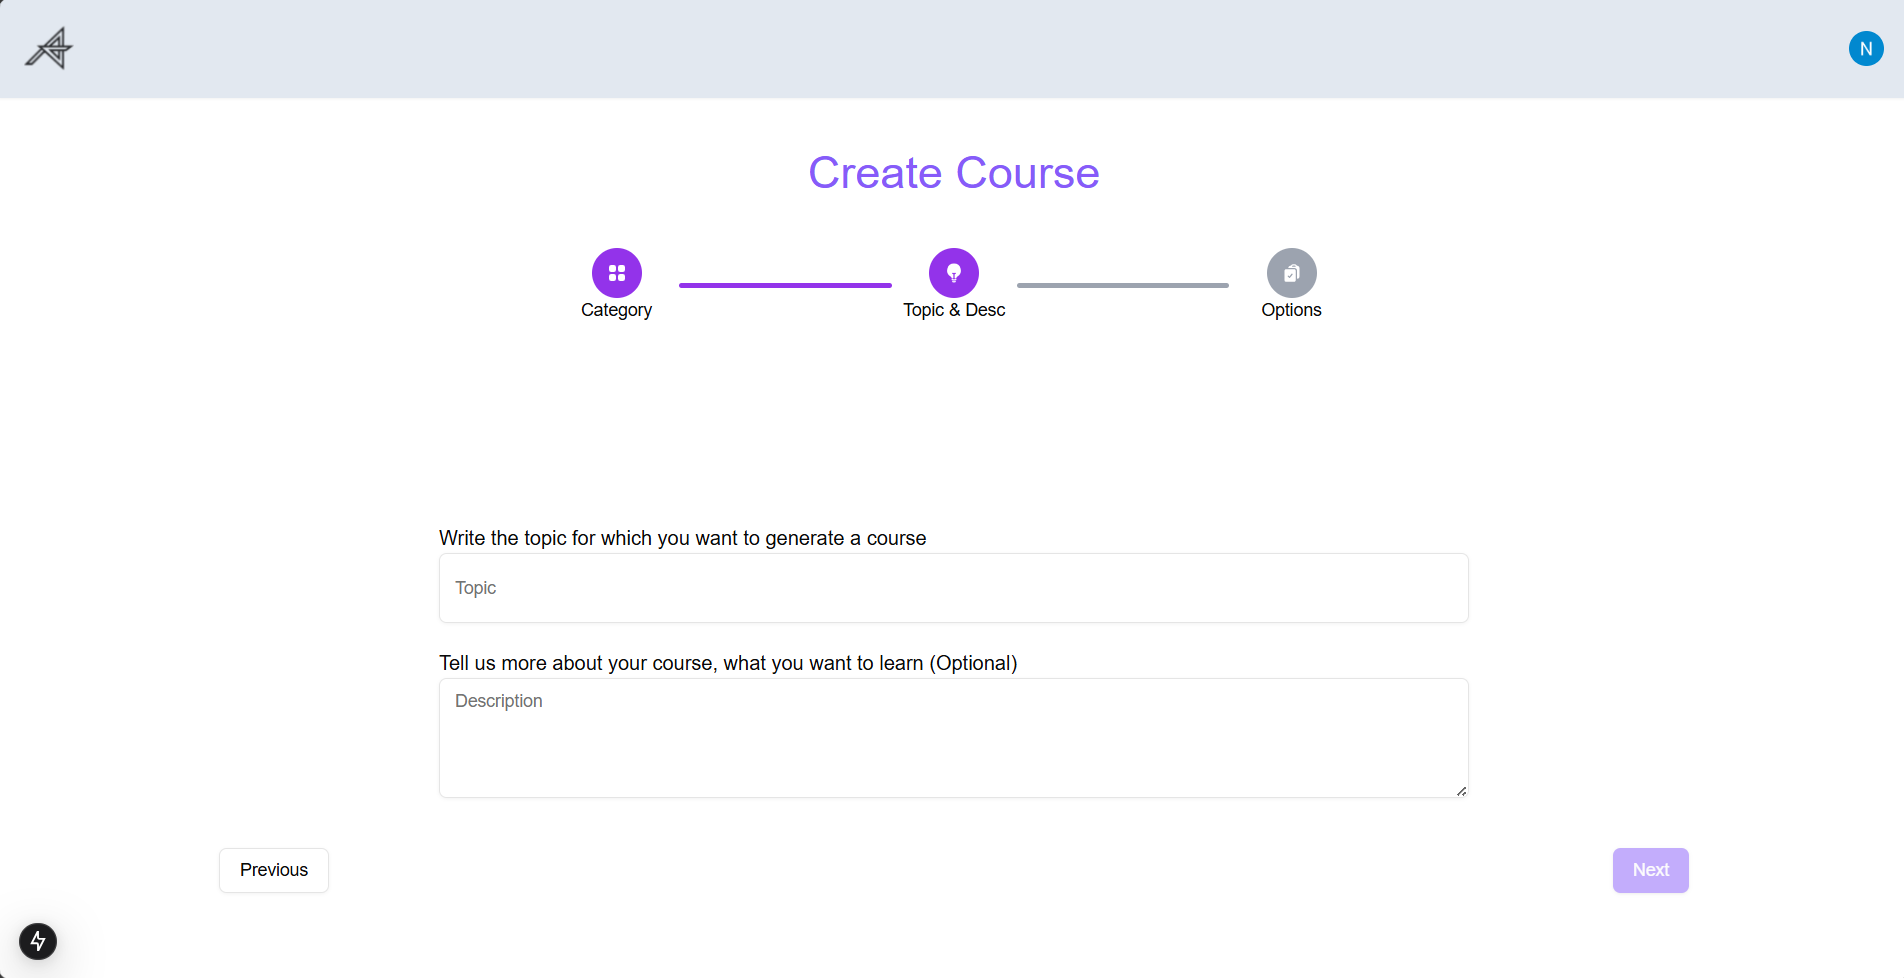 N
Create Course
Category
Topic & Desc
Options
Write the topic for which you want to generate a course
Topic
Tell us more about your course, what you want to learn (Optional)
Description
Previous
Next